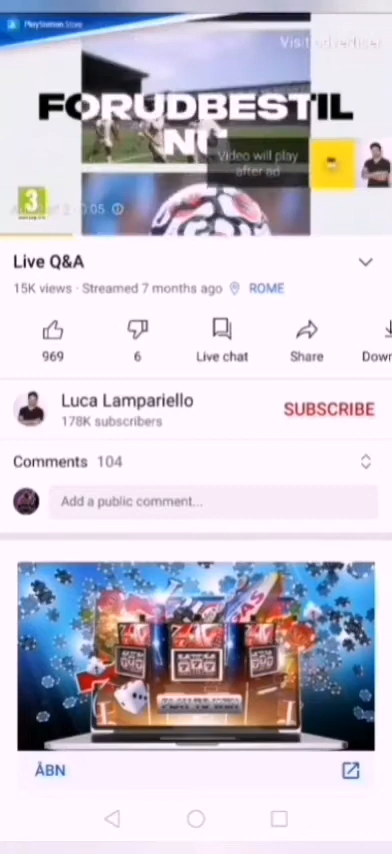 PlayStation Store
Visit advertiser
FORUDBESTIL
NU
Video will play
after ad
3
Live Q&A
15K views · Streamed 7 months ago ROME
969
6
Live chat
Share
Down
Luca Lampariello
178K subscribers
SUBSCRIBE
Comments 104
Add a public comment...
ÅBN